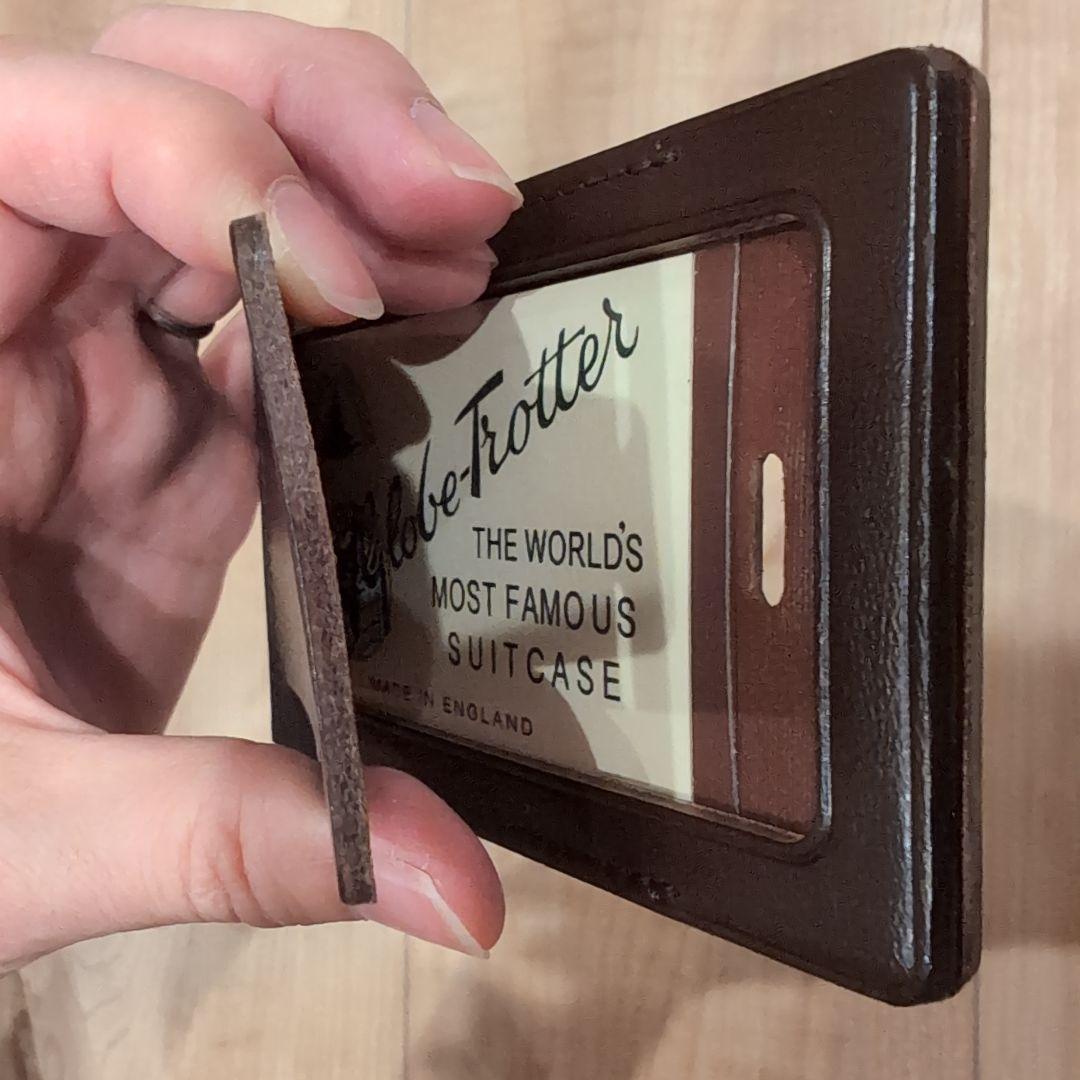 Globe-Trotter
THE WORLD'S
MOST FAMOUS
SUITCASE
MADE IN ENGLAND